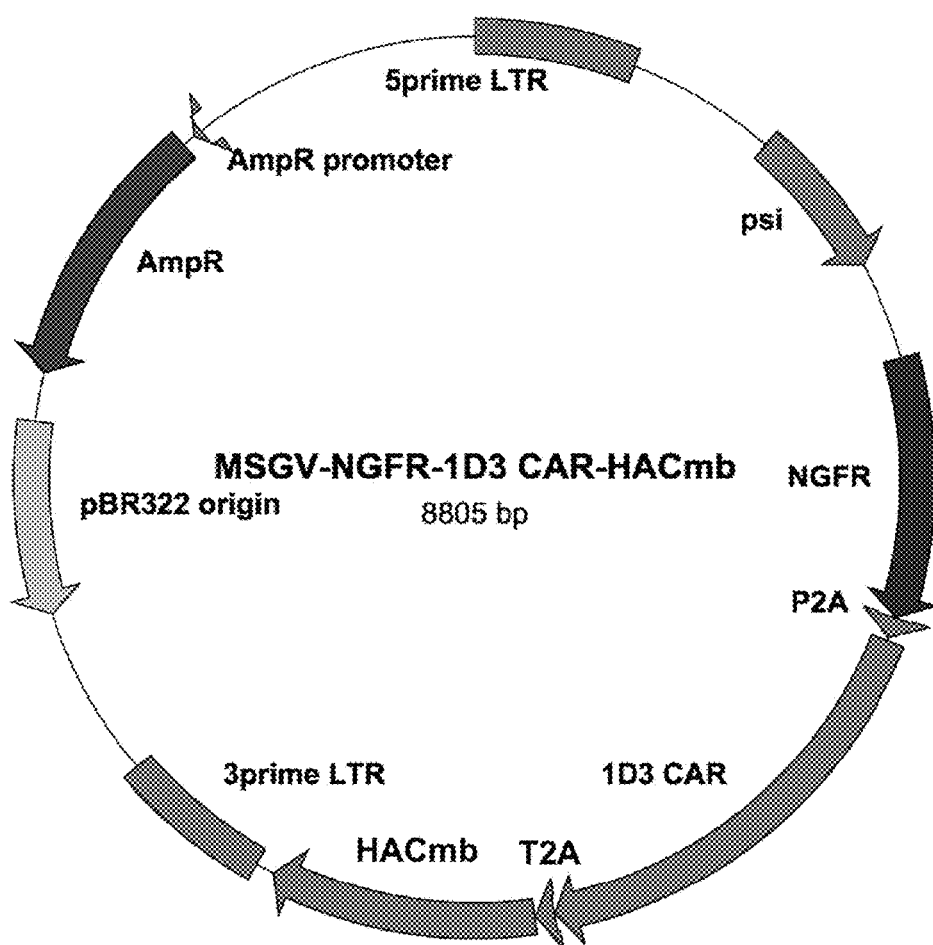 5prime LTR
AmpR promoter
psi
AmpR
MSGV-NGFR-1D3 CAR-HACmb
NGFR
pBR322 origin
8805 bp
P2A
1D3 CAR
3prime LTR
HACmb
T2A